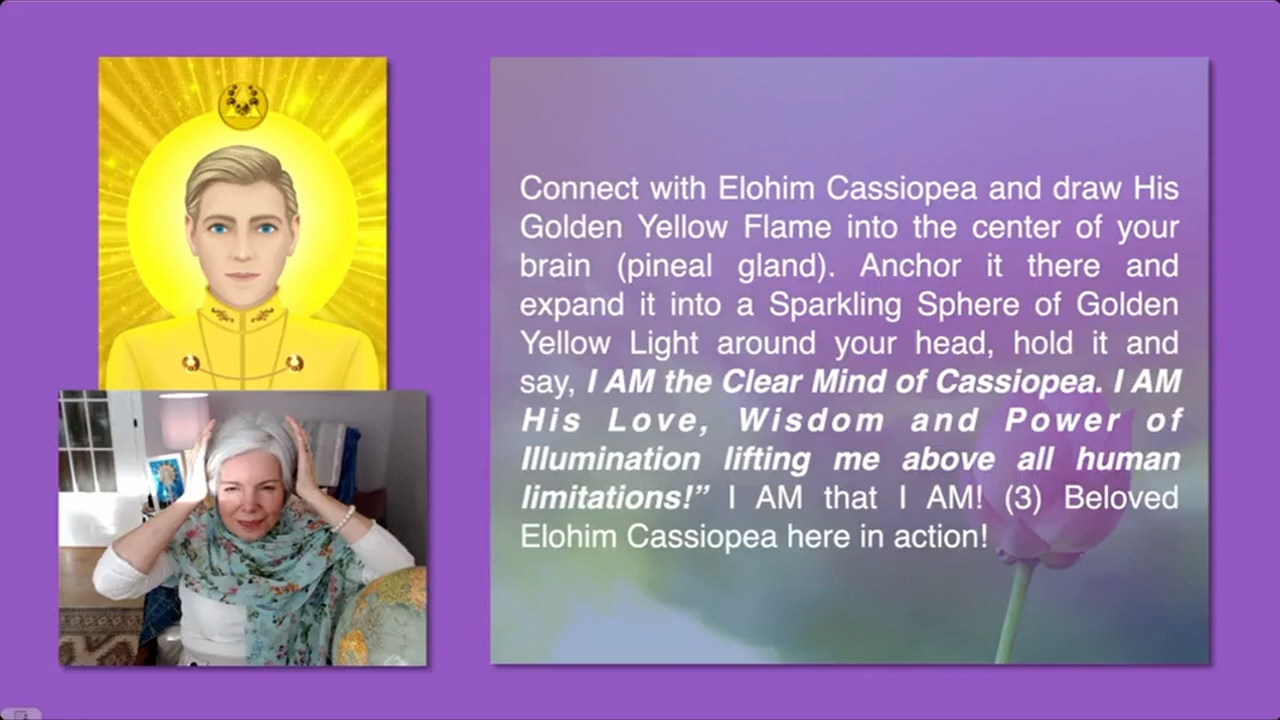 Connect with Elohim Cassiopea and draw His
Golden Yellow Flame into the center of your
brain (pineal gland). Anchor it there and
expand it into a Sparkling Sphere of Golden
Yellow Light around your head, hold it and
say, I AM the Clear Mind of Cassiopea. I AM
His Love, Wisdom and Power of
Illumination lifting me above all human
limitations!” I AM that I AM! (3) Beloved
Elohim Cassiopea here in action!